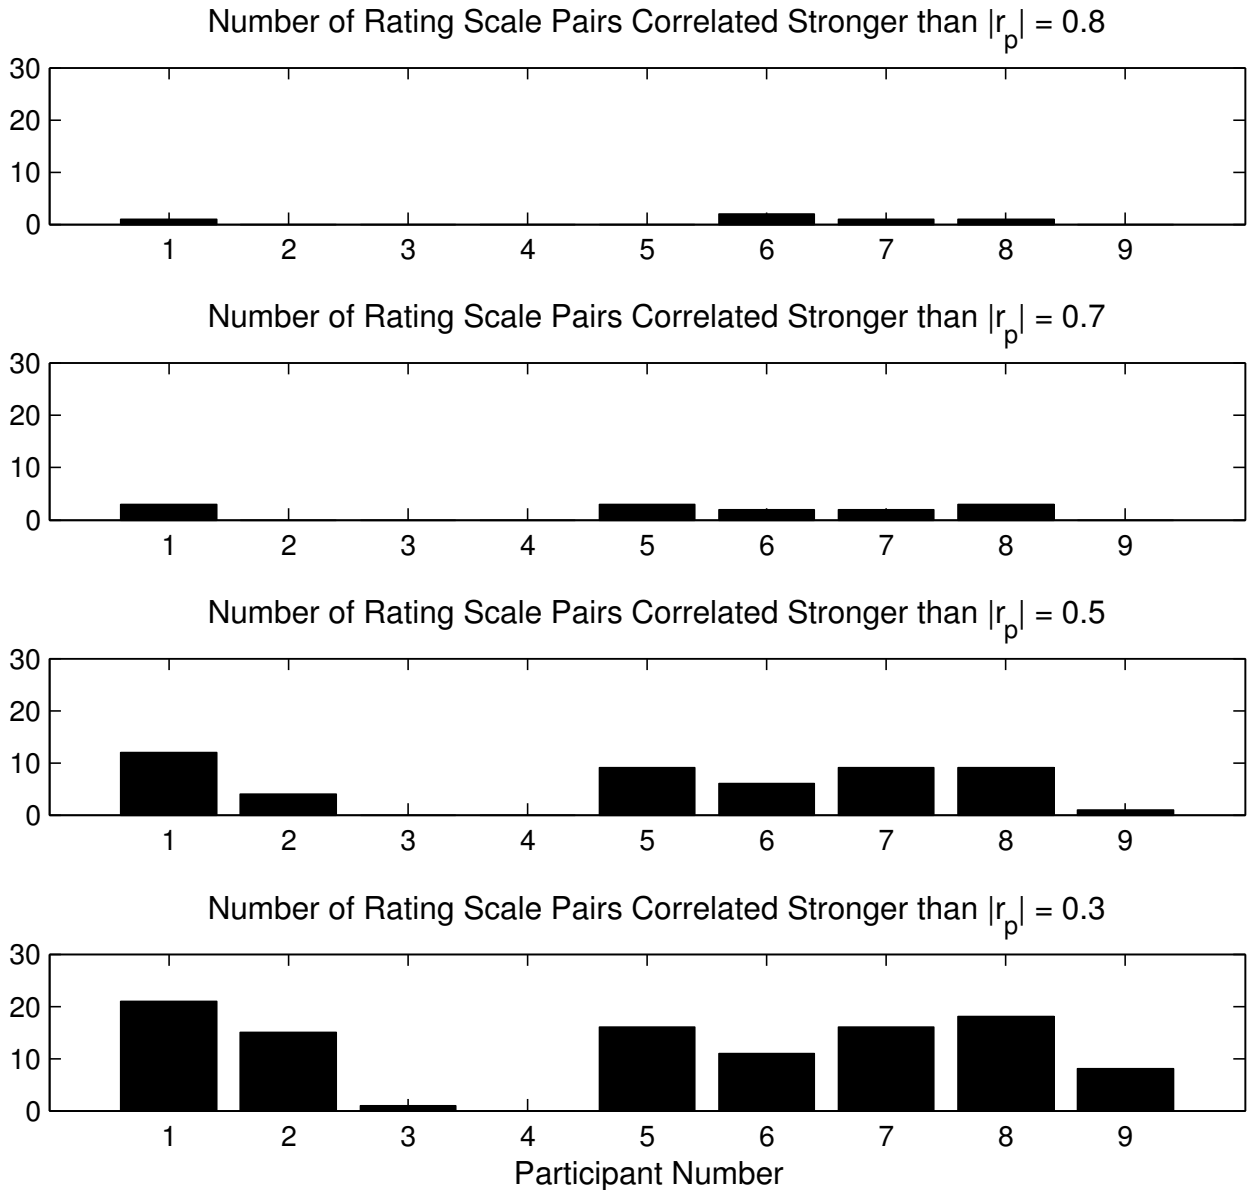 Number of Rating Scale Pairs Correlated Stronger than |r_p| = 0.8
30
20
10
0
1 2 3 4 5 6 7 8 9
Number of Rating Scale Pairs Correlated Stronger than |r_p| = 0.7
30
20
10
0
1 2 3 4 5 6 7 8 9
Number of Rating Scale Pairs Correlated Stronger than |r_p| = 0.5
30
20
10
0
1 2 3 4 5 6 7 8 9
Number of Rating Scale Pairs Correlated Stronger than |r_p| = 0.3
30
20
10
0
1 2 3 4 5 6 7 8 9
Participant Number